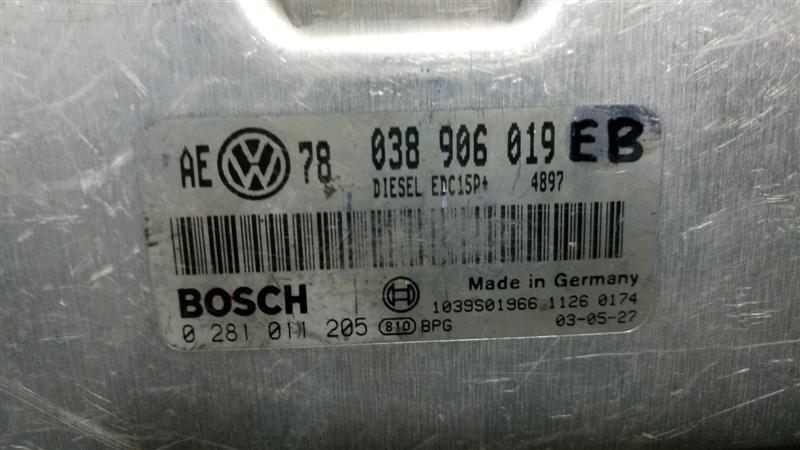 AE VW 78 038 906 019 EB
DIESEL EDC15P+ 4897
BOSCH Made in Germany
1039S01966 1126 0174
0 281 011 205 810 BPG 03-05-27